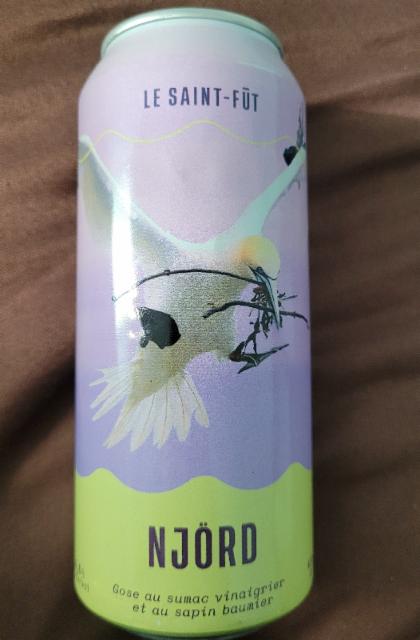 LE SAINT-FÛT
NJÖRD
Gose au sumac vinaigrier
et au sapin baumier